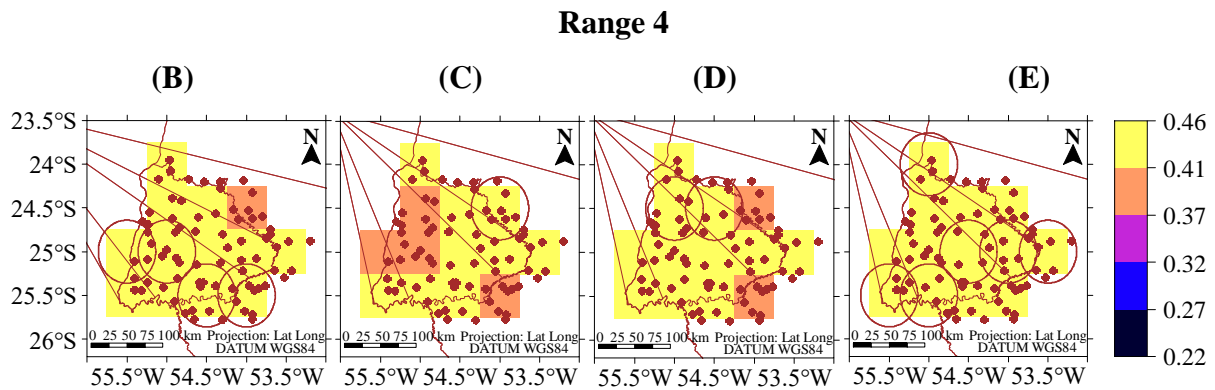 Range 4
(B) (C) (D) (E)
23.5°S
24°S
24.5°S
25°S
25.5°S
26°S
N
0 25 50 75 100 km Projection: Lat Long
DATUM WGS84
55.5°W 54.5°W 53.5°W
N
0 25 50 75 100 km Projection: Lat Long
DATUM WGS84
55.5°W 54.5°W 53.5°W
N
0 25 50 75 100 km Projection: Lat Long
DATUM WGS84
55.5°W 54.5°W 53.5°W
N
0 25 50 75 100 km Projection: Lat Long
DATUM WGS84
55.5°W 54.5°W 53.5°W
0.46
0.41
0.37
0.32
0.27
0.22